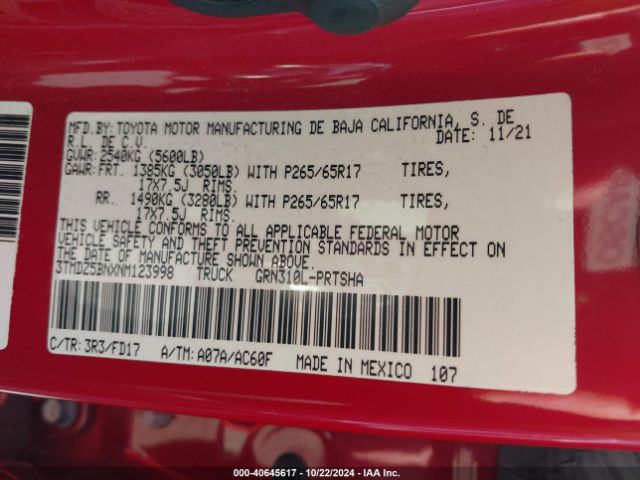 MFD.BY: TOYOTA MOTOR MANUFACTURING DE BAJA CALIFORNIA, S. DE
R.L. DE C.V. DATE: 11/21
GVWR: 2540KG (5600LB)
GAWR: FRT. 1385KG (3050LB) WITH P265/65R17 TIRES,
17X7.5J RIMS.
RR. 1490KG (3280LB) WITH P265/65R17 TIRES,
17X7.5J RIMS.
THIS VEHICLE CONFORMS TO ALL APPLICABLE FEDERAL MOTOR
VEHICLE SAFETY AND THEFT PREVENTION STANDARDS IN EFFECT ON
THE DATE OF MANUFACTURE SHOWN ABOVE.
3TMDZ5BNXNM123998 TRUCK GRN310L-PRTSHA
C/TR: 3R3/FD17 A/TM: A07A/AC60F MADE IN MEXICO 107
000-40645617 - 10/22/2024 - IAA Inc.